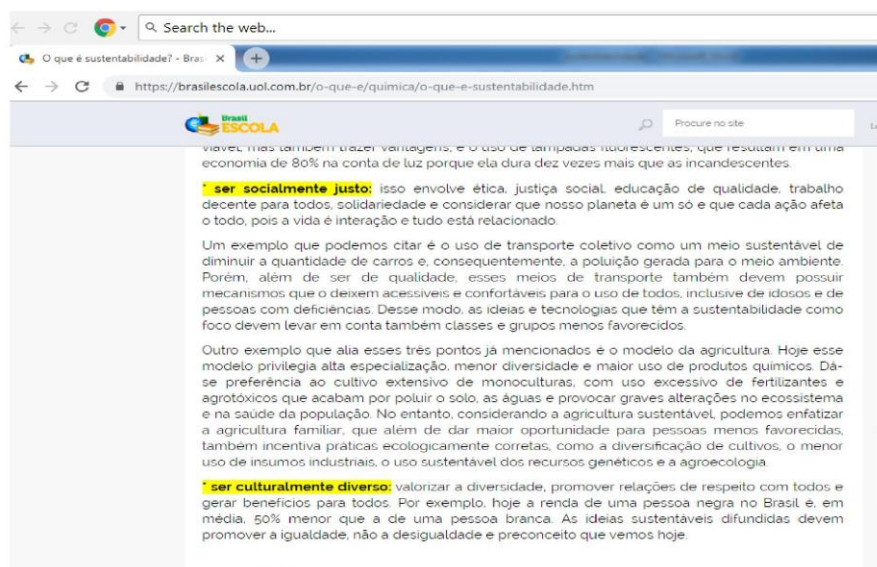 Search the web...
O que é sustentabilidade? - Bras
https://brasilescola.uol.com.br/o-que-e/quimica/o-que-e-sustentabilidade.htm
Brasil
ESCOLA
Procure no site
viável, mas também trazer vantagens, é o uso de lâmpadas fluorescentes, que resultam em uma
economia de 80% na conta de luz porque ela dura dez vezes mais que as incandescentes.
* ser socialmente justo: isso envolve ética, justiça social, educação de qualidade, trabalho
decente para todos, solidariedade e considerar que nosso planeta é um só e que cada ação afeta
o todo, pois a vida é interação e tudo está relacionado.
Um exemplo que podemos citar é o uso de transporte coletivo como um meio sustentável de
diminuir a quantidade de carros e, consequentemente, a poluição gerada para o meio ambiente.
Porém, além de ser de qualidade, esses meios de transporte também devem possuir
mecanismos que o deixem acessíveis e confortáveis para o uso de todos, inclusive de idosos e de
pessoas com deficiências. Desse modo, as ideias e tecnologias que têm a sustentabilidade como
foco devem levar em conta também classes e grupos menos favorecidos.
Outro exemplo que alia esses três pontos já mencionados é o modelo da agricultura. Hoje esse
modelo privilegia alta especialização, menor diversidade e maior uso de produtos químicos. Dá-
se preferência ao cultivo extensivo de monoculturas, com uso excessivo de fertilizantes e
agrotóxicos que acabam por poluir o solo, as águas e provocar graves alterações no ecossistema
e na saúde da população. No entanto, considerando a agricultura sustentável, podemos enfatizar
a agricultura familiar, que além de dar maior oportunidade para pessoas menos favorecidas,
também incentiva práticas ecologicamente corretas, como a diversificação de cultivos, o menor
uso de insumos industriais, o uso sustentável dos recursos genéticos e a agroecologia.
* ser culturalmente diverso: valorizar a diversidade, promover relações de respeito com todos e
gerar benefícios para todos. Por exemplo, hoje a renda de uma pessoa negra no Brasil é, em
média, 50% menor que a de uma pessoa branca. As ideias sustentáveis difundidas devem
promover a igualdade, não a desigualdade e preconceito que vemos hoje.